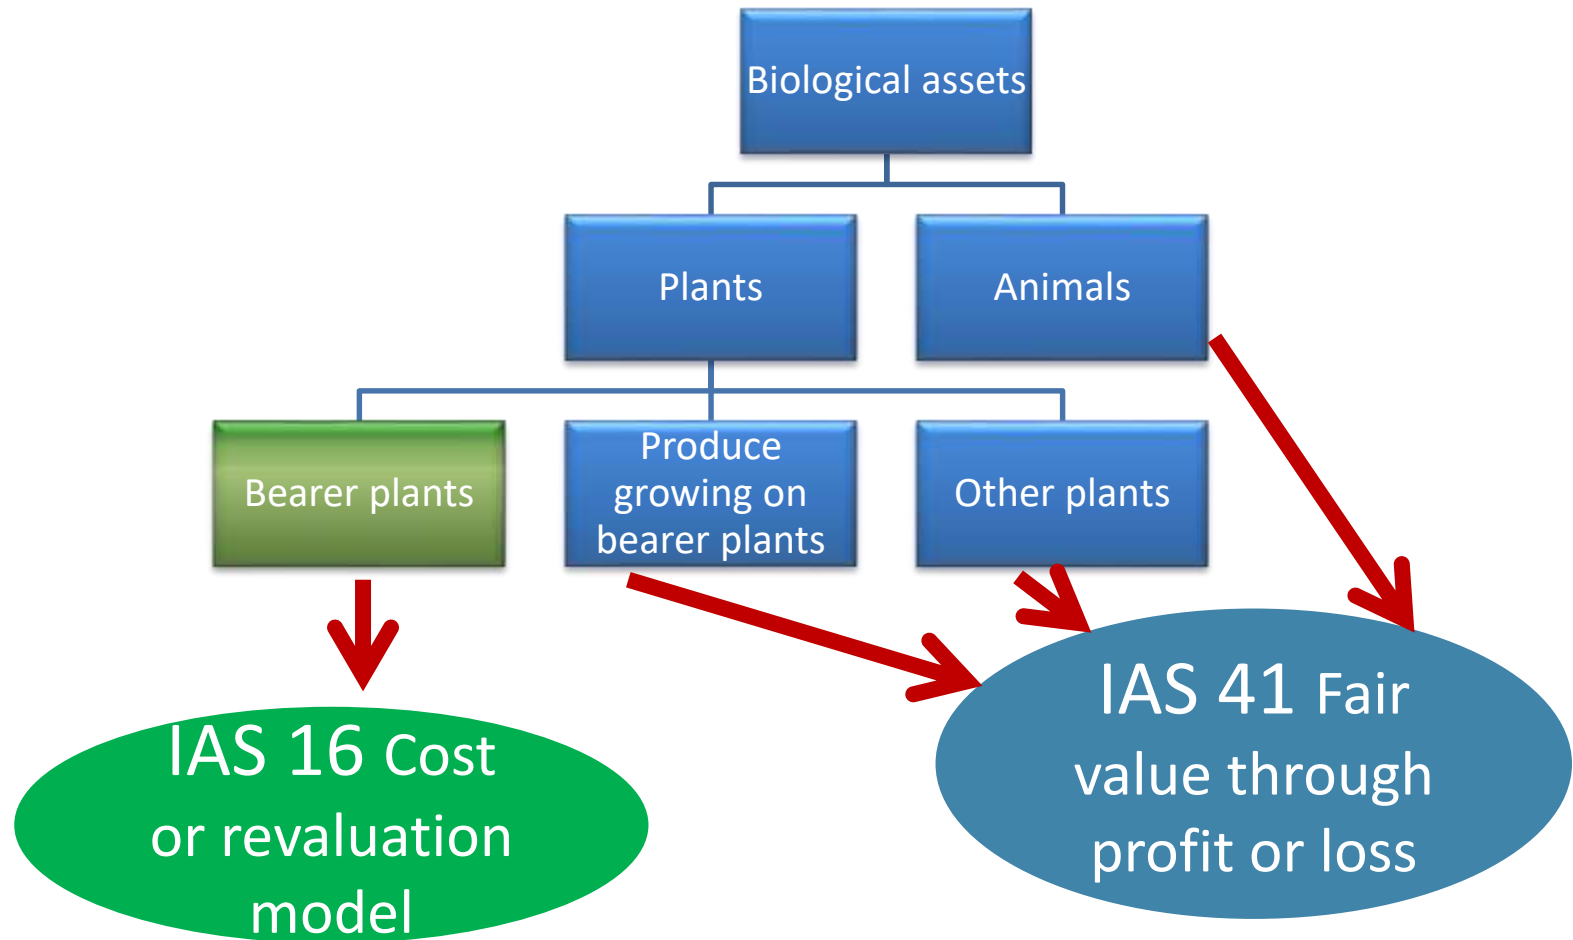 Biological assets
Plants
Animals
Bearer plants
Produce
growing on
bearer plants
Other plants
IAS 16 Cost
or revaluation
model
IAS 41 Fair
value through
profit or loss